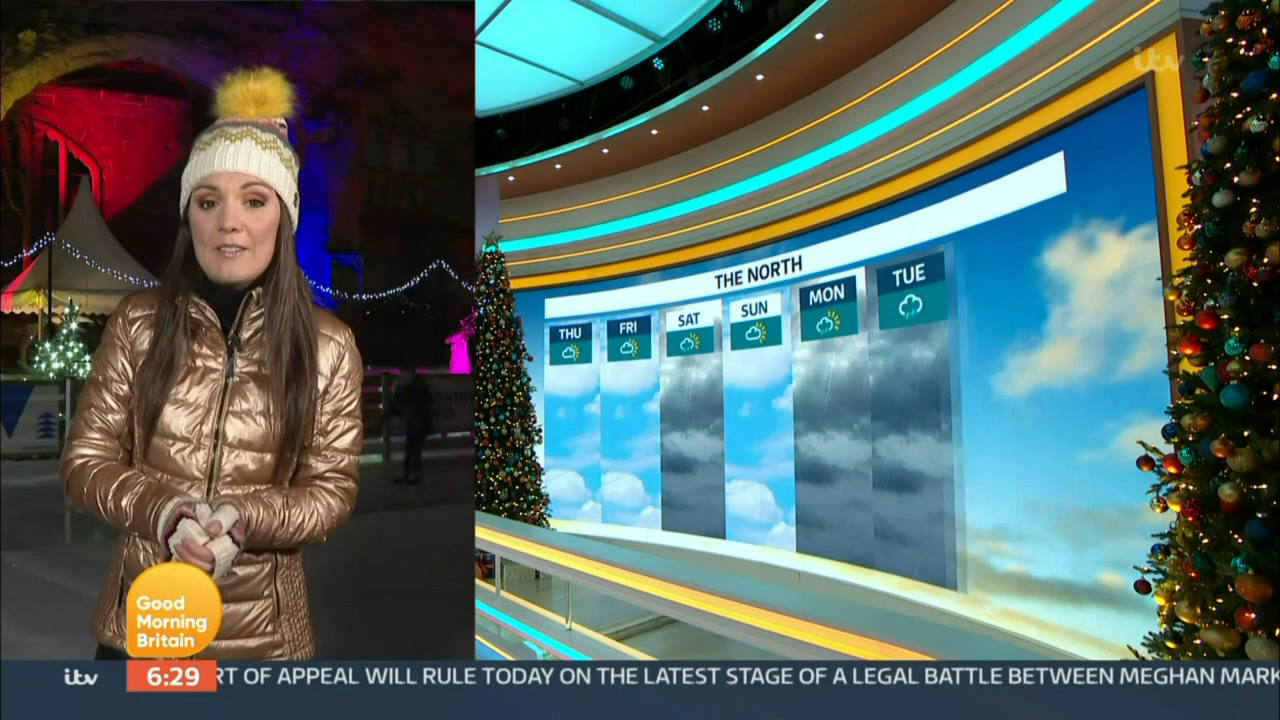 itv
THE NORTH
THU
FRI
SAT
SUN
MON
TUE
Good
Morning
Britain
itv
6:29
RT OF APPEAL WILL RULE TODAY ON THE LATEST STAGE OF A LEGAL BATTLE BETWEEN MEGHAN MARK